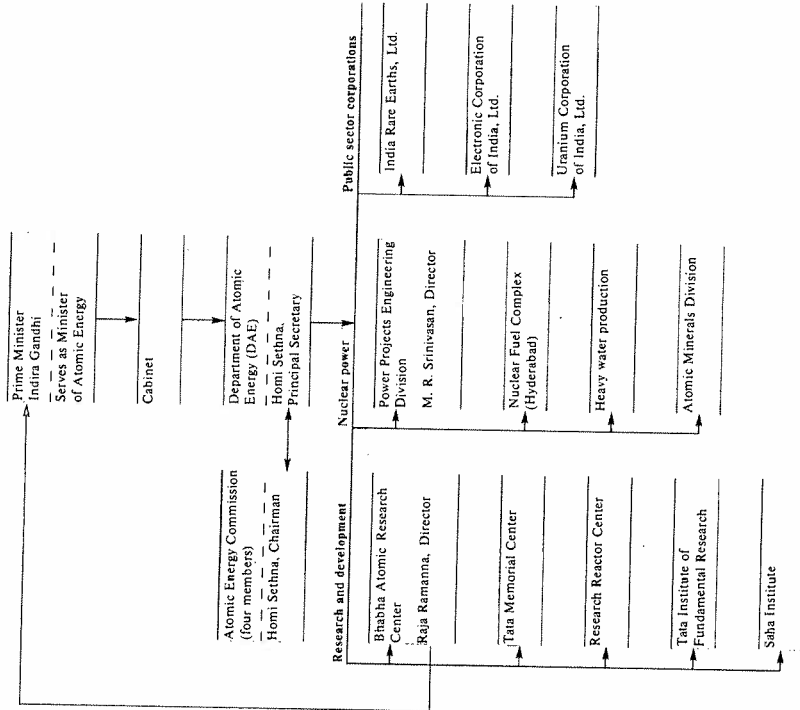 Prime Minister
Indira Gandhi
Serves as Minister
of Atomic Energy
Cabinet
Atomic Energy Commission
(four members)
Homi Sethna, Chairman
Department of Atomic
Energy (DAE)
Homi Sethna,
Principal Secretary
Research and development
Bhabha Atomic Research
Center
Raja Ramanna, Director
Tata Memorial Center
Research Reactor Center
Tata Institute of
Fundamental Research
Saha Institute
Nuclear power
Power Projects Engineering
Division
M. R. Srinivasan, Director
Nuclear Fuel Complex
(Hyderabad)
Heavy water production
Atomic Minerals Division
Public sector corporations
India Rare Earths, Ltd.
Electronic Corporation
of India, Ltd.
Uranium Corporation
of India, Ltd.